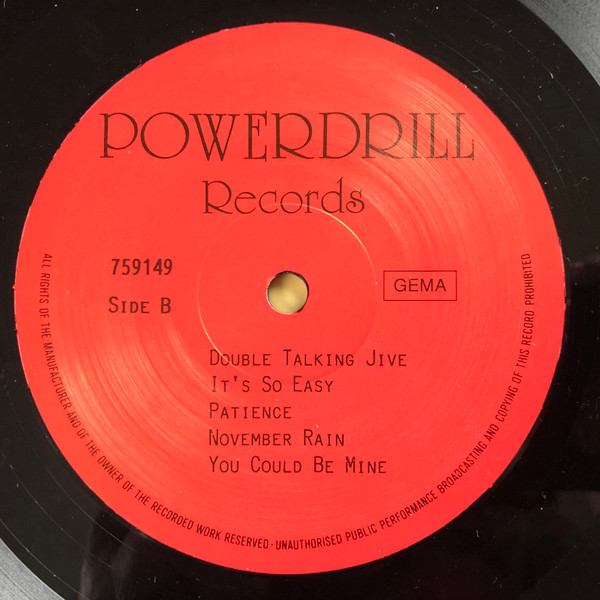 POWERDRILL
Records
759149
SIDE B
GEMA
DOUBLE TALKING JIVE
IT'S SO EASY
PATIENCE
NOVEMBER RAIN
YOU COULD BE MINE
ALL RIGHTS OF THE MANUFACTURER AND OF THE OWNER OF THE RECORDED WORK RESERVED - UNAUTHORISED PUBLIC PERFORMANCE BROADCASTING AND COPYING OF THIS RECORD PROHIBITED